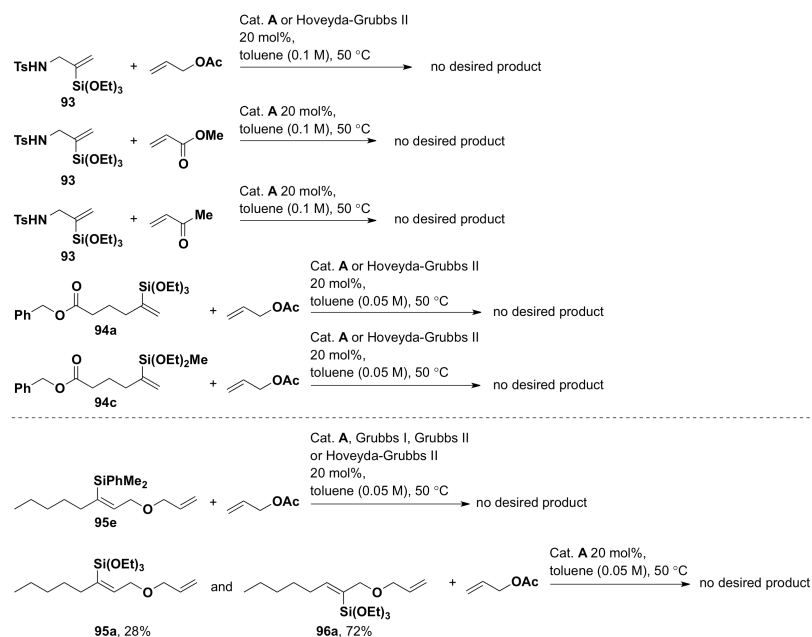 Cat. A or Hoveyda-Grubbs II
20 mol%,
toluene (0.1 M), 50 °C
TsHN
Si(OEt)3
93
+
OAc
no desired product
Cat. A 20 mol%,
toluene (0.1 M), 50 °C
TsHN
Si(OEt)3
93
+
OMe
O
no desired product
Cat. A 20 mol%,
toluene (0.1 M), 50 °C
TsHN
Si(OEt)3
93
+
Me
O
no desired product
Cat. A or Hoveyda-Grubbs II
20 mol%,
toluene (0.05 M), 50 °C
O
Si(OEt)3
Ph
O
94a
+
OAc
no desired product
Cat. A or Hoveyda-Grubbs II
20 mol%,
toluene (0.05 M), 50 °C
O
Si(OEt)2Me
Ph
O
94c
+
OAc
no desired product
Cat. A, Grubbs I, Grubbs II
or Hoveyda-Grubbs II
20 mol%,
toluene (0.05 M), 50 °C
SiPhMe2
O
95e
+
OAc
no desired product
Cat. A 20 mol%,
toluene (0.05 M), 50 °C
Si(OEt)3
O
95a, 28%
and
O
Si(OEt)3
96a, 72%
+
OAc
no desired product